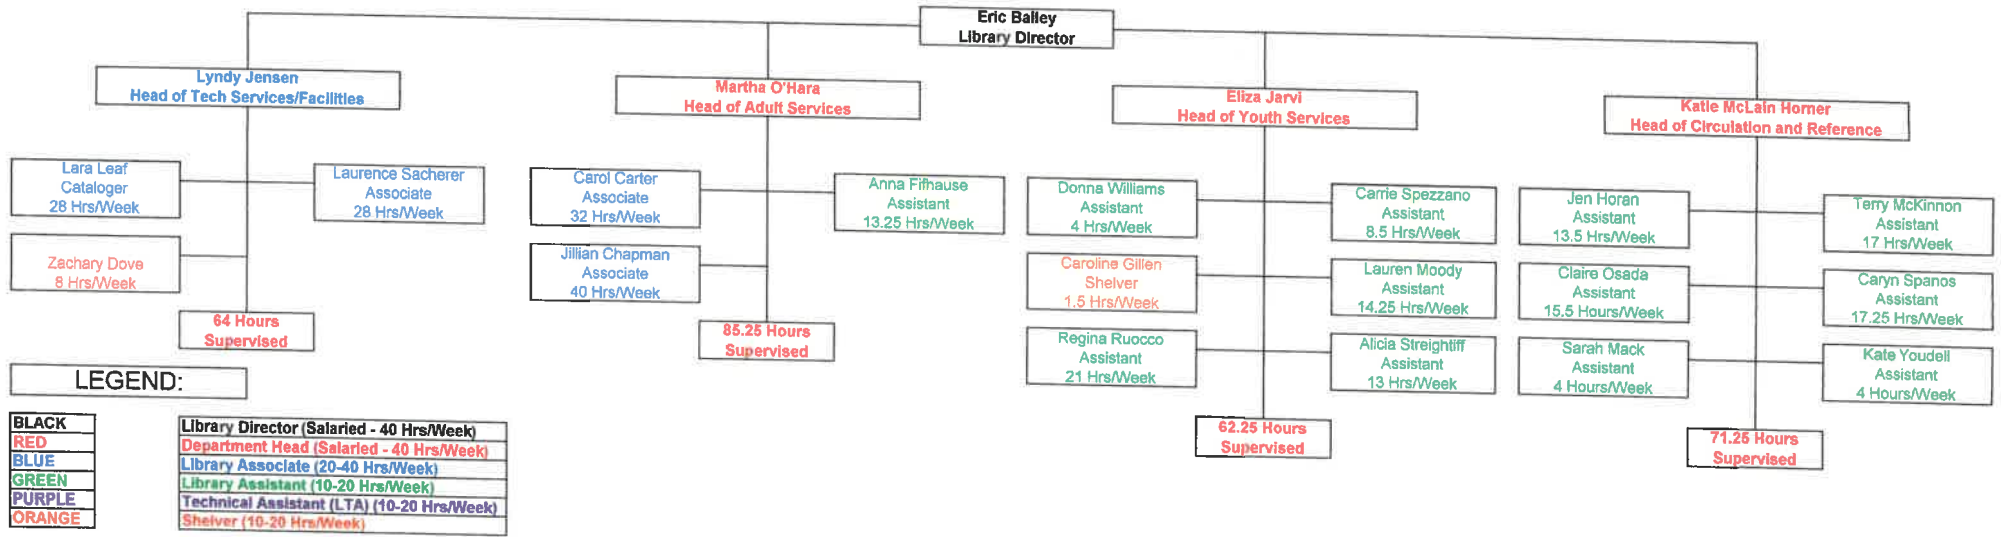 Eric Bailey
Library Director
Lyndy Jensen
Head of Tech Services/Facilities
Martha O'Hara
Head of Adult Services
Eliza Jarvi
Head of Youth Services
Katie McLain Horner
Head of Circulation and Reference
Lara Leaf
Cataloger
28 Hrs/Week
Laurence Sacherer
Associate
28 Hrs/Week
Zachary Dove
8 Hrs/Week
64 Hours
Supervised
Carol Carter
Associate
32 Hrs/Week
Anna Fifhause
Assistant
13.25 Hrs/Week
Jillian Chapman
Associate
40 Hrs/Week
85.25 Hours
Supervised
Donna Williams
Assistant
4 Hrs/Week
Carrie Spezzano
Assistant
8.5 Hrs/Week
Caroline Gillen
Shelver
1.5 Hrs/Week
Lauren Moody
Assistant
14.25 Hrs/Week
Regina Ruocco
Assistant
21 Hrs/Week
Alicia Streightiff
Assistant
13 Hrs/Week
62.25 Hours
Supervised
Jen Horan
Assistant
13.5 Hrs/Week
Terry McKinnon
Assistant
17 Hrs/Week
Claire Osada
Assistant
15.5 Hours/Week
Caryn Spanos
Assistant
17.25 Hrs/Week
Sarah Mack
Assistant
4 Hours/Week
Kate Youdell
Assistant
4 Hours/Week
71.25 Hours
Supervised
LEGEND:
BLACK
Library Director (Salaried - 40 Hrs/Week)
RED
Department Head (Salaried - 40 Hrs/Week)
BLUE
Library Associate (20-40 Hrs/Week)
GREEN
Library Assistant (10-20 Hrs/Week)
PURPLE
Technical Assistant (LTA) (10-20 Hrs/Week)
ORANGE
Shelver (10-20 Hrs/Week)